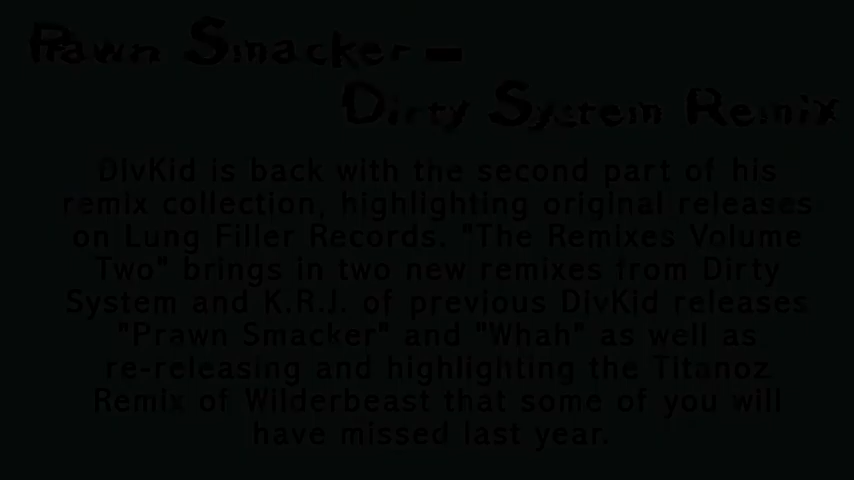 Prawn Smacker -
Dirty System Remix
DivKid is back with the second part of his
remix collection, highlighting original releases
on Lung Filler Records. "The Remixes Volume
Two" brings in two new remixes from Dirty
System and K.R.J. of previous DivKid releases
"Prawn Smacker" and "Whah" as well as
re-releasing and highlighting the Titanoz
Remix of Wilderbeast that some of you will
have missed last year.